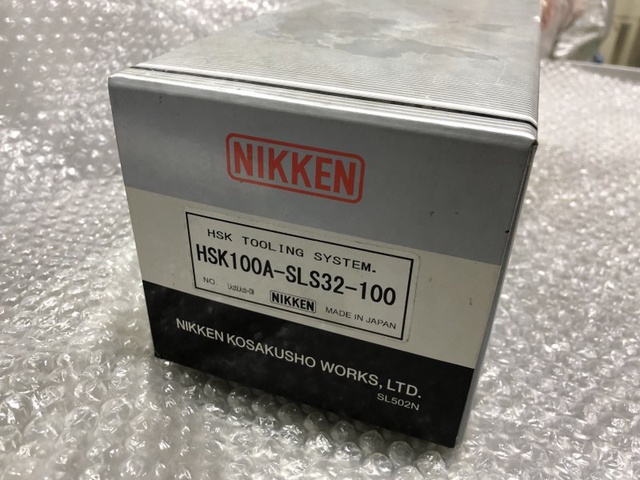 NIKKEN
HSK TOOLING SYSTEM.
HSK100A-SLS32-100
NO.
NIKKEN
MADE IN JAPAN
NIKKEN KOSAKUSHO WORKS, LTD.
SL502N